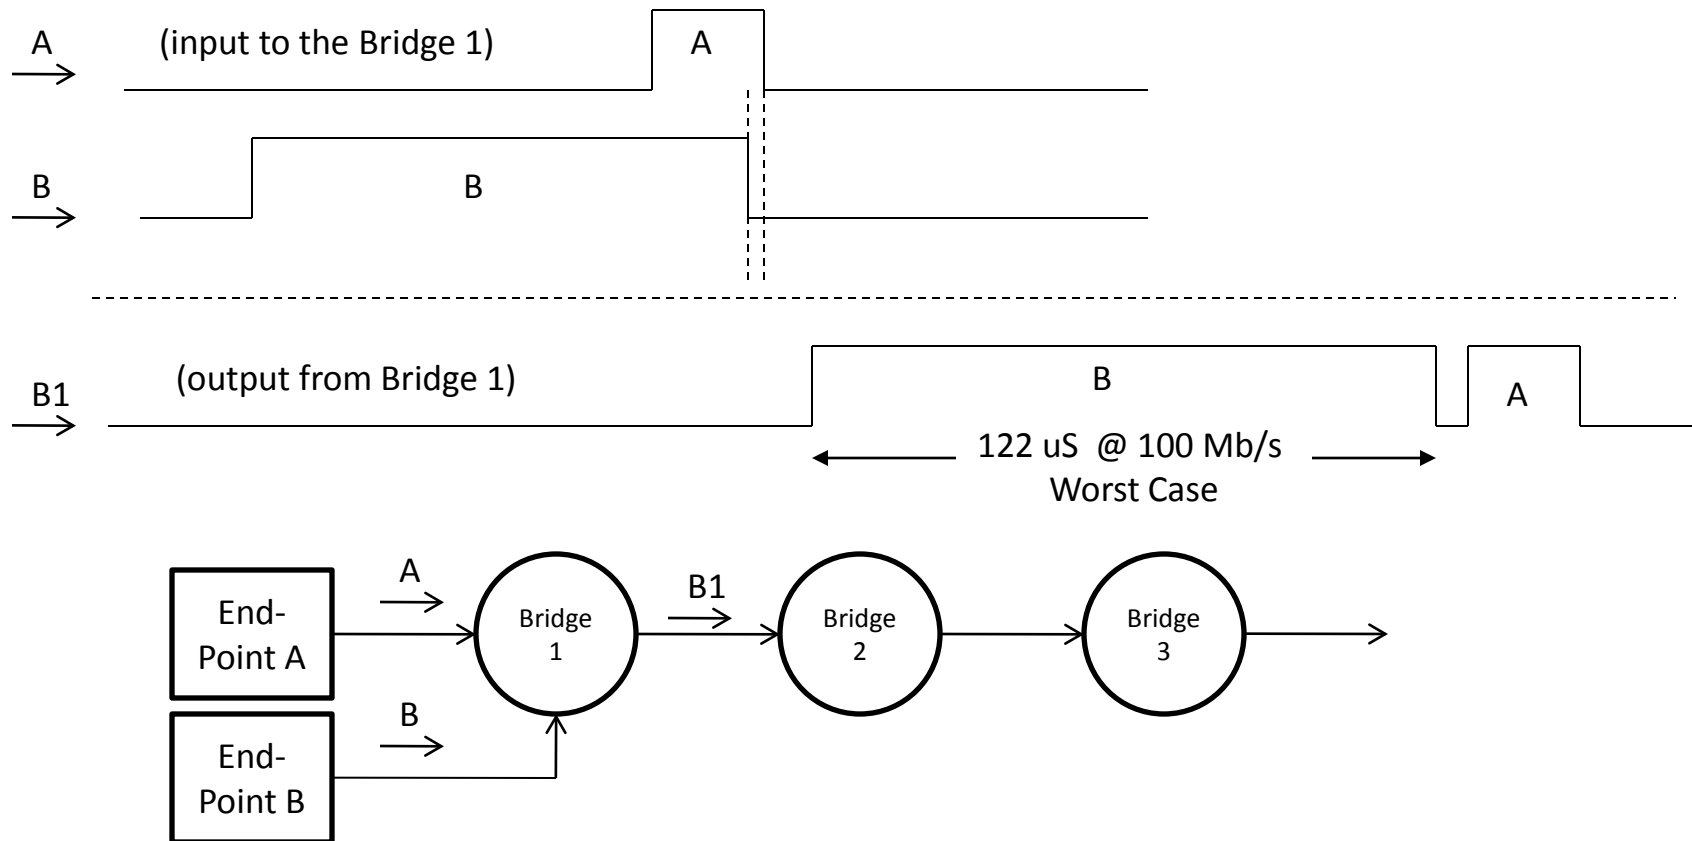 A
(input to the Bridge 1)
A
B
B
B1
(output from Bridge 1)
B
A
122 uS @ 100 Mb/s
Worst Case
End-
Point A
A
Bridge
1
B1
Bridge
2
Bridge
3
End-
Point B
B